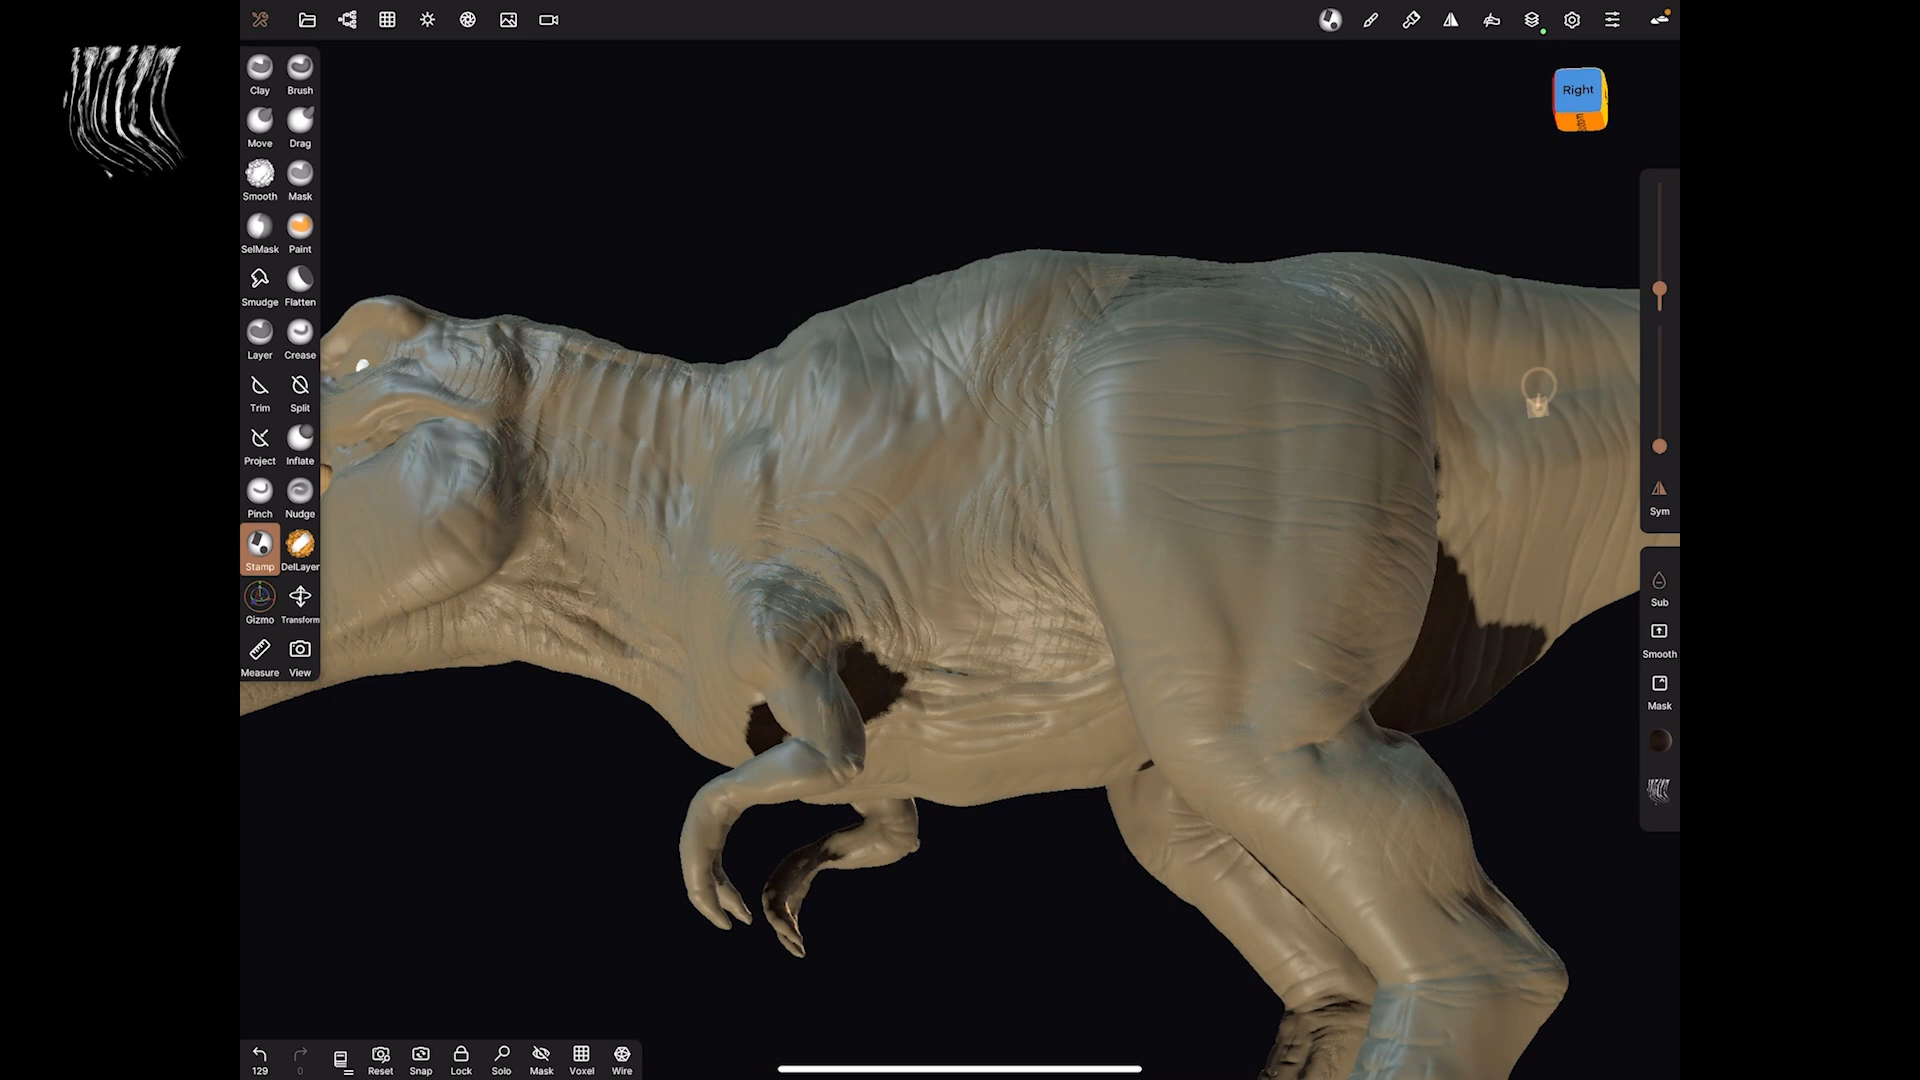 Right
Clay Brush
Move Drag
Smooth Mask
SelMask Paint
Smudge Flatten
Layer Crease
Trim Split
Project Inflate
Pinch Nudge
Stamp DelLayer
Gizmo Transform
Measure View
Sym
Sub
Smooth
Mask
129 0 Reset Snap Lock Solo Mask Voxel Wire